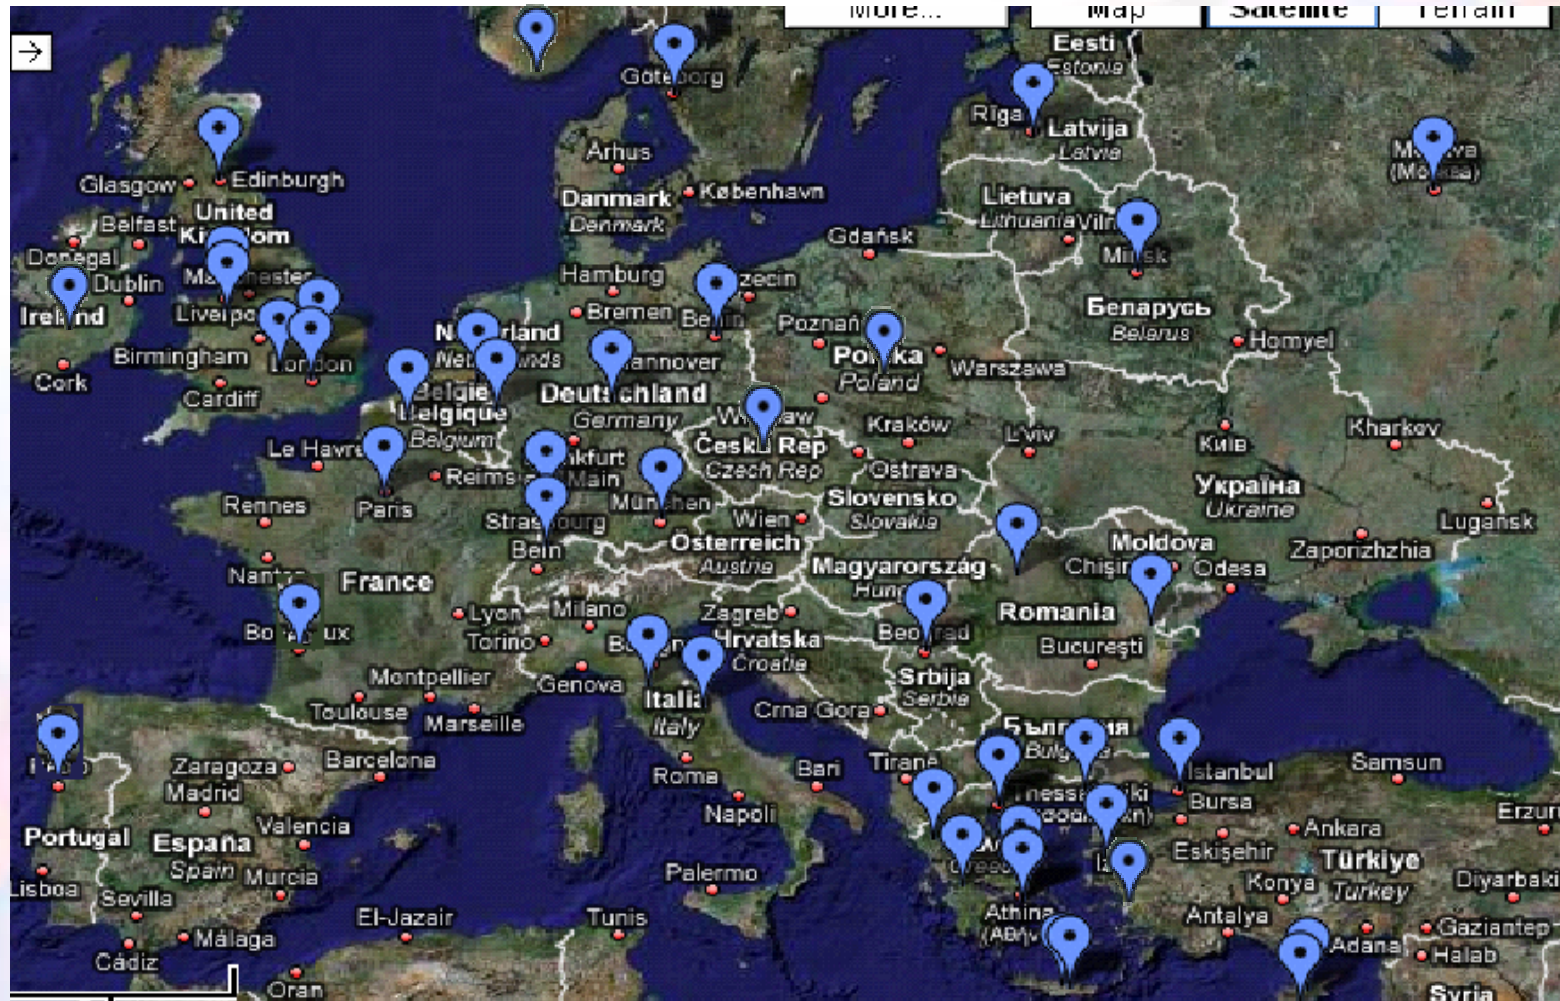 More...
Map
Satellite
Terrain
Eesti
Estonia
Göteborg
Rīga
Latvija
Latvia
Århus
Glasgow
Edinburgh
Danmark
Denmark
København
Lietuva
Lithuania
United
Belfast
Donegal
Gdańsk
Dublin
Hamburg
Беларусь
Belarus
Bremen
Poznań
Homyel
Birmingham
Warszawa
Cork
Cardiff
Deutschland
Germany
Poland
België
Belgique
Belgium
Kraków
L'viv
Київ
Kharkov
Le Havre
Česká Rep
Czech Rep
Ostrava
Reims
Main
München
Slovensko
Slovakia
Україна
Ukraine
Rennes
Paris
Strasbourg
Wien
Lugansk
Österreich
Austria
Moldova
Zaporizhzhia
Bern
Magyarország
Odesa
France
Milano
Zagreb
Romania
Lyon
Torino
Hrvatska
Croatia
București
Montpellier
Genova
Italia
Italy
Srbija
Serbia
Toulouse
Marseille
Crna Gora
Barcelona
Zaragoza
Roma
Bari
Tiranë
Istanbul
Samsun
Madrid
Napoli
Bursa
Portugal
España
Spain
Valencia
Ankara
Eskişehir
Türkiye
Turkey
Lisboa
Sevilla
Murcia
Palermo
Konya
Diyarbakı
El-Jazair
Tunis
Athina
Antalya
Gaziantep
Málaga
Cádiz
Adana
Halab
Oran
Syria